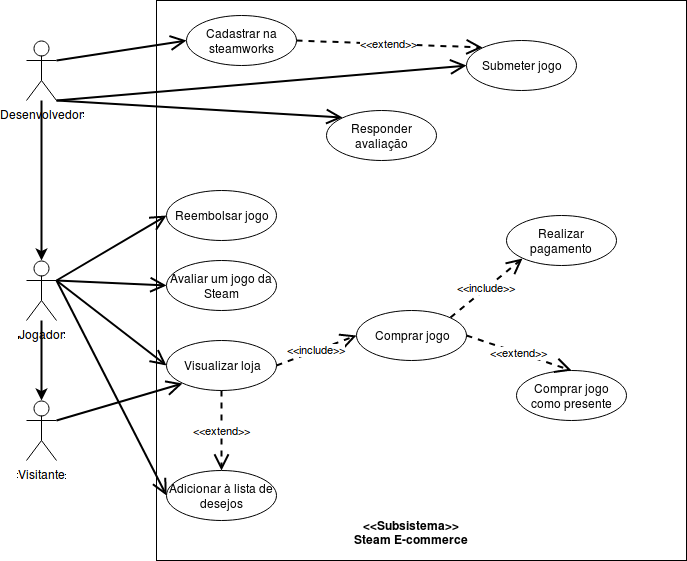 Cadastrar na
steamworks
<<extend>>
Submeter jogo
Desenvolvedor
Responder
avaliação
Reembolsar jogo
Realizar
pagamento
Avaliar um jogo da
Steam
<<include>>
Jogador
Comprar jogo
<<include>>
<<extend>>
Visualizar loja
Comprar jogo
como presente
<<extend>>
Visitante
Adicionar à lista de
desejos
<<Subsistema>>
Steam E-commerce